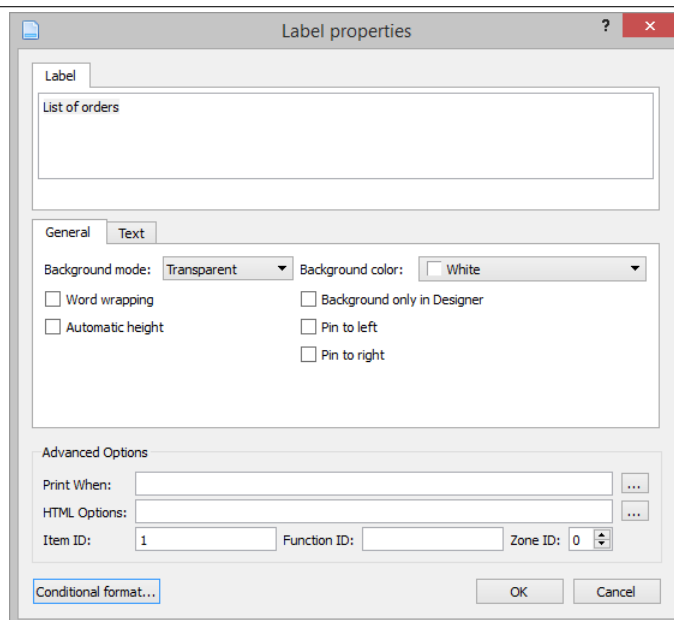 Label properties ?
Label
List of orders
General Text
Background mode: Transparent Background color: White
Word wrapping Background only in Designer
Automatic height Pin to left
Pin to right
Advanced Options
Print When: ...
HTML Options: ...
Item ID: 1 Function ID: Zone ID: 0
Conditional format... OK Cancel